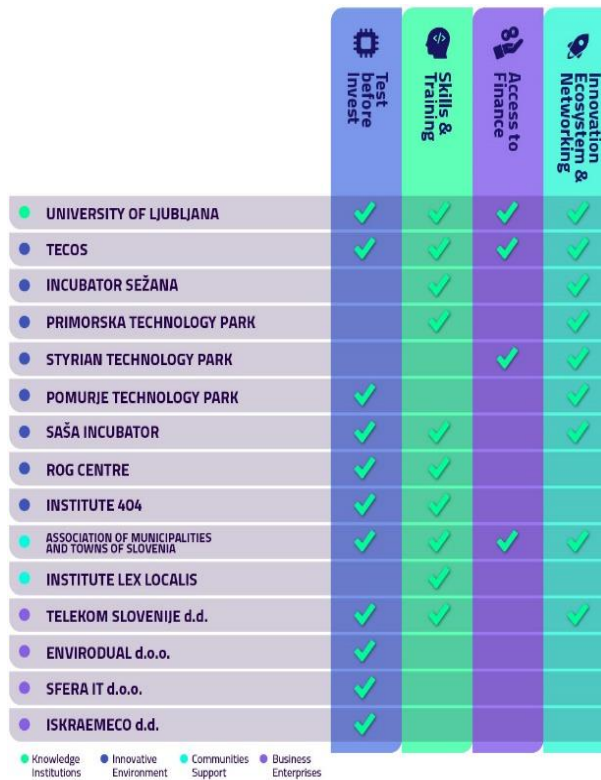 Test
before
Invest
Skills &
Training
Access to
Finance
Innovation
Ecosystem &
Networking
UNIVERSITY OF LJUBLJANA
TECOS
INCUBATOR SEŽANA
PRIMORSKA TECHNOLOGY PARK
STYRIAN TECHNOLOGY PARK
POMURJE TECHNOLOGY PARK
SAŠA INCUBATOR
ROG CENTRE
INSTITUTE 404
ASSOCIATION OF MUNICIPALITIES
AND TOWNS OF SLOVENIA
INSTITUTE LEX LOCALIS
TELEKOM SLOVENIJE d.d.
ENVIRODUAL d.o.o.
SFERA IT d.o.o.
ISKRAEMECO d.d.
Knowledge
Institutions
Innovative
Environment
Communities
Support
Business
Enterprises